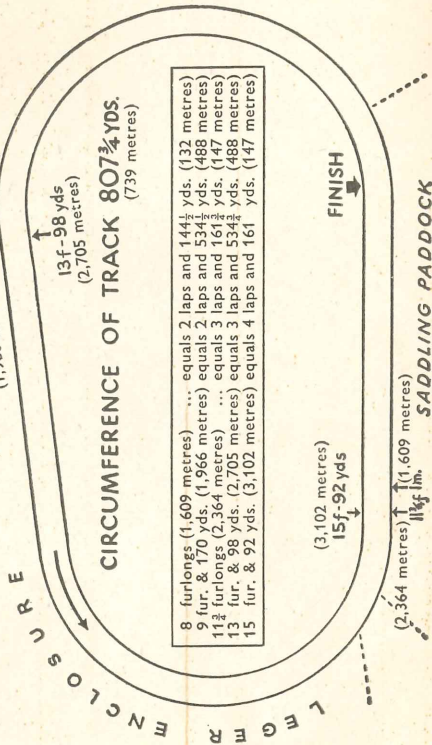 13f-98 yds
(2,705 metres)
LEGER ENCLOSURE
CIRCUMFERENCE OF TRACK 807¾ YDS.
(739 metres)
8 furlongs (1,609 metres) ... equals 2 laps and 144½ yds. (132 metres)
9 fur. & 170 yds. (1,966 metres) equals 2 laps and 534½ yds. (488 metres)
11¾ furlongs (2,364 metres) ... equals 3 laps and 161¾ yds. (147 metres)
13 fur. & 98 yds. (2,705 metres) equals 3 laps and 534¾ yds. (488 metres)
15 fur. & 92 yds. (3,102 metres) equals 4 laps and 161 yds. (147 metres)
(3,102 metres)
15f-92 yds
FINISH
(2,364 metres) (1,609 metres)
11¾f 1m.
SADDLING PADDOCK